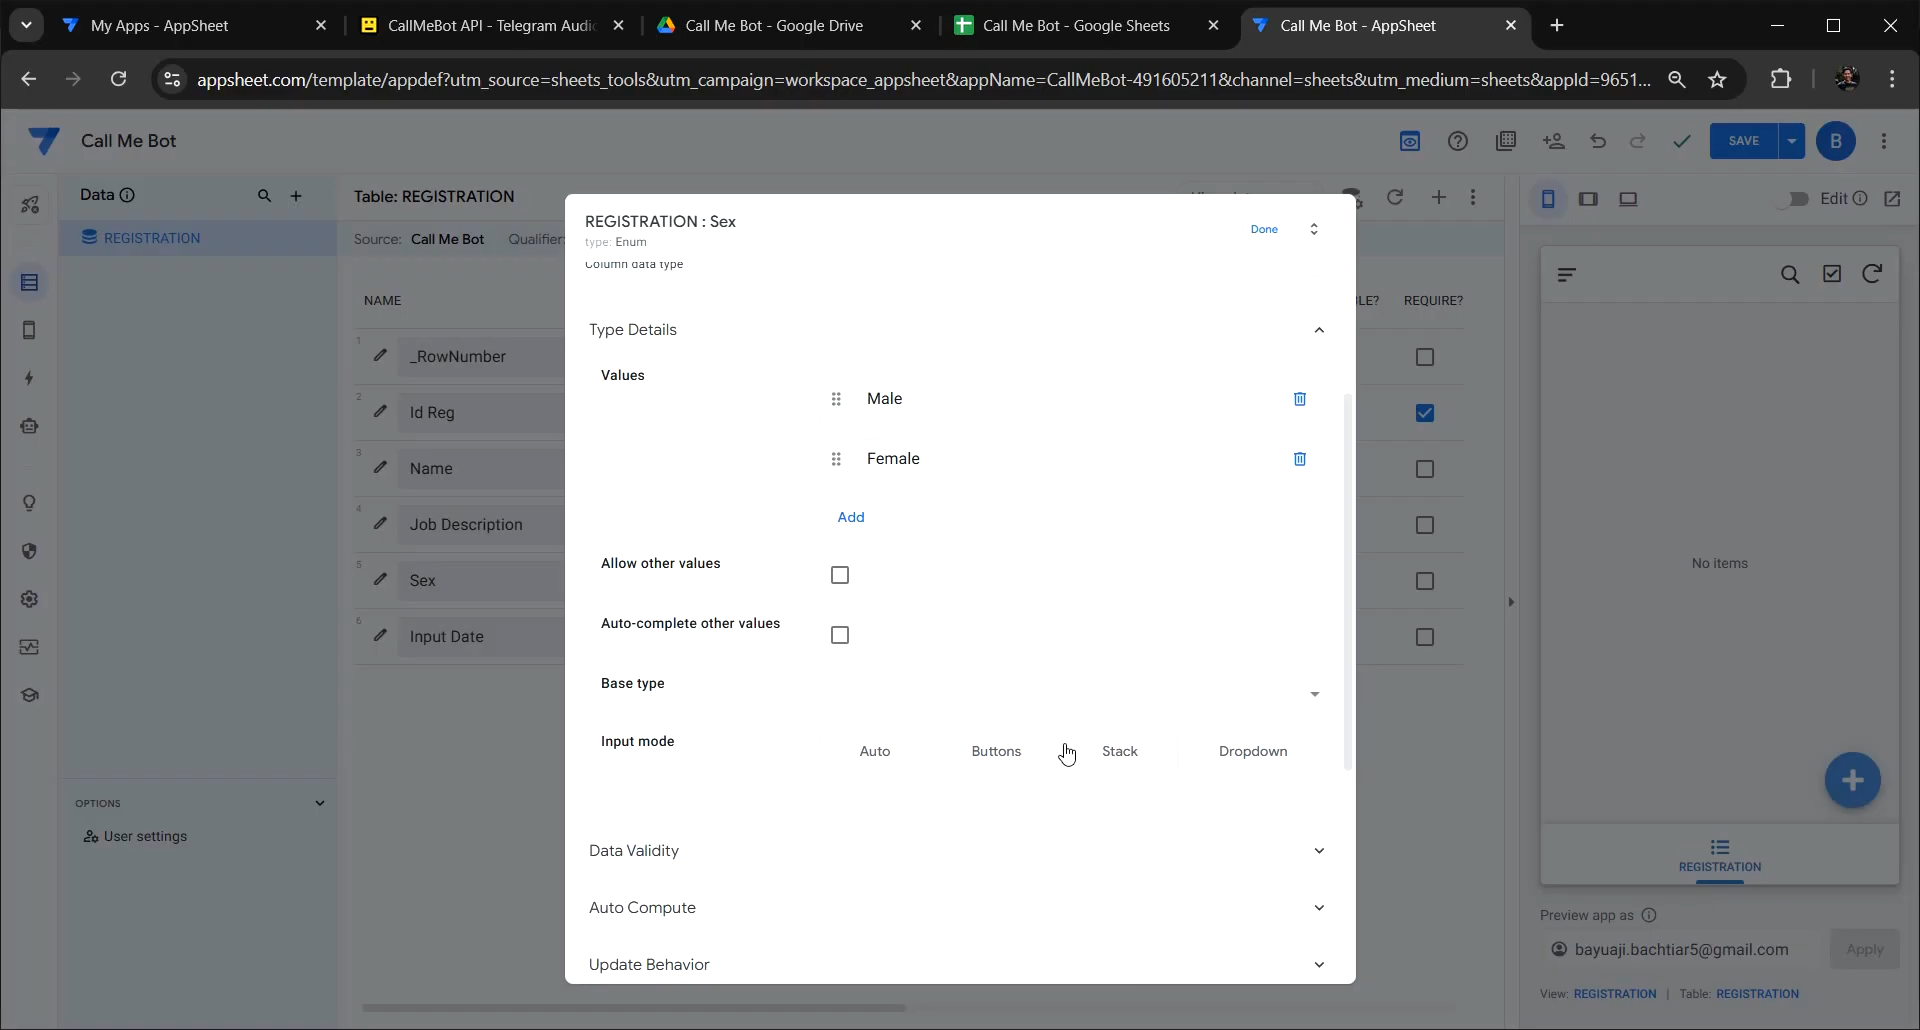 My Apps - AppSheet
CallMeBot API - Telegram Audi
Call Me Bot - Google Drive
Call Me Bot - Google Sheets
Call Me Bot - AppSheet
appsheet.com/template/appdef?utm_source=sheets_tools&utm_campaign=workspace_appsheet&appName=CallMeBot-491605211&channel=sheets&utm_medium=sheets&appId=9651...
Call Me Bot
SAVE
B
Data
Table: REGISTRATION
Edit
REGISTRATION
Source: Call Me Bot Qualifier:
REGISTRATION : Sex
type: Enum
Done
Column data type
NAME
LE?
REQUIRE?
1 _RowNumber
2 Id Reg
3 Name
4 Job Description
5 Sex
6 Input Date
Type Details
Values
Male
Female
Add
Allow other values
Auto-complete other values
Base type
Input mode
Auto
Buttons
Stack
Dropdown
Data Validity
Auto Compute
Update Behavior
OPTIONS
User settings
No items
REGISTRATION
Preview app as
bayuaji.bachtiar5@gmail.com
Apply
View: REGISTRATION | Table: REGISTRATION